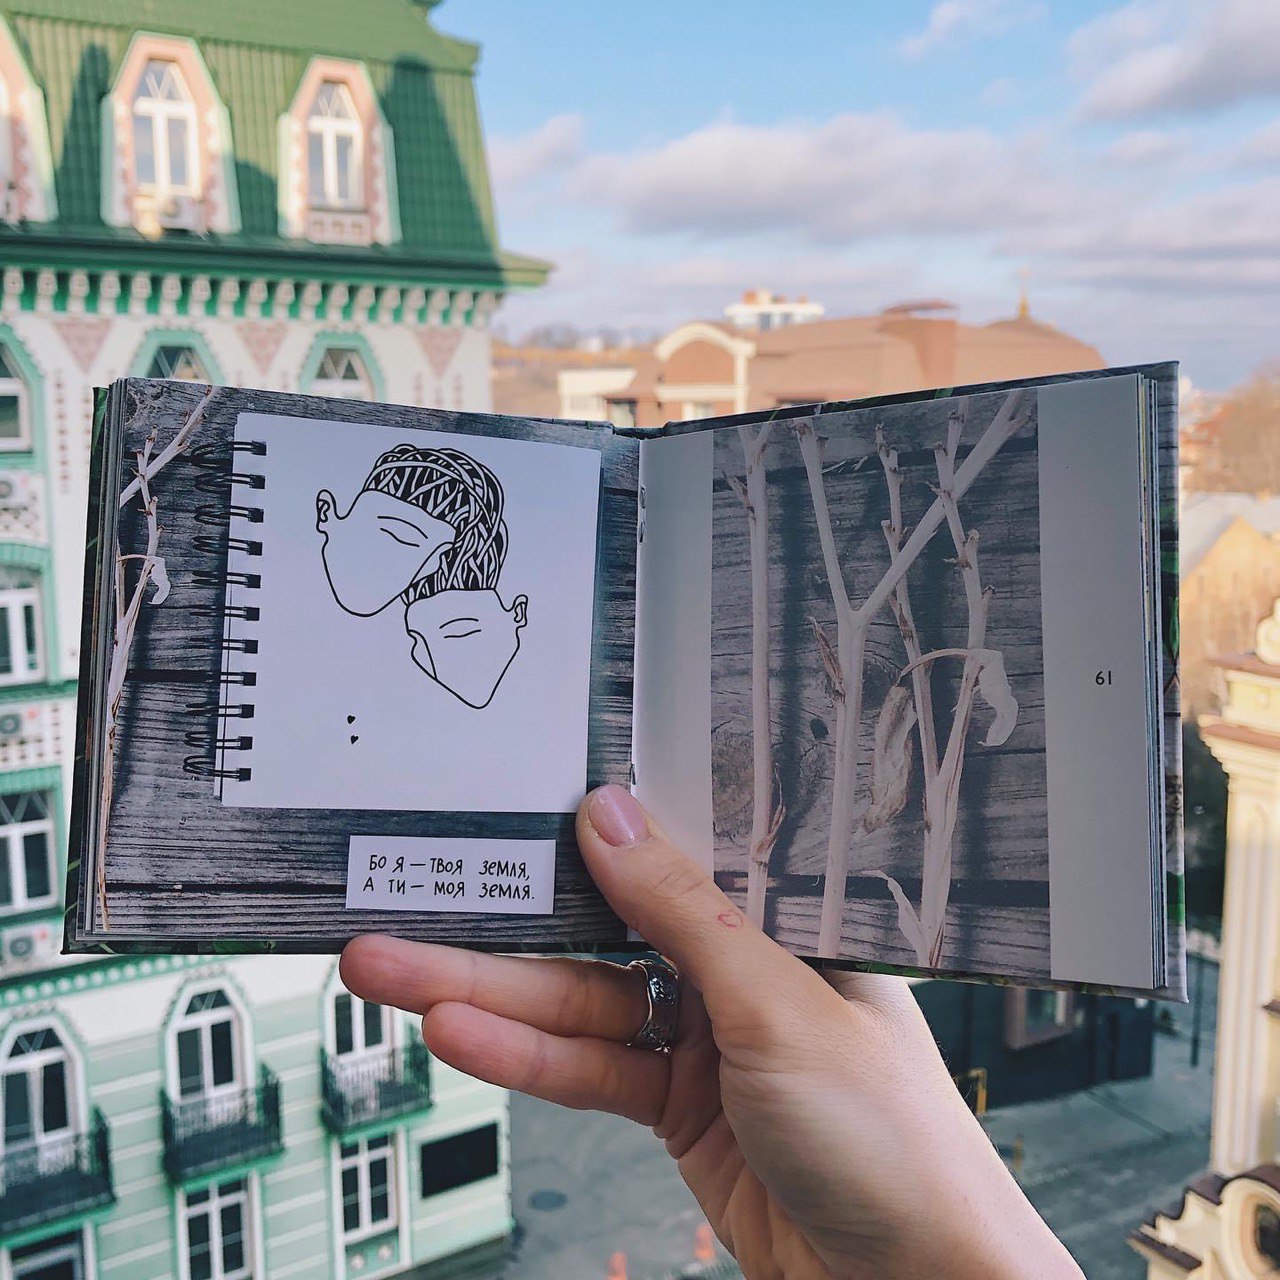 Бо я — твоя земля,
а ти — моя земля.
61